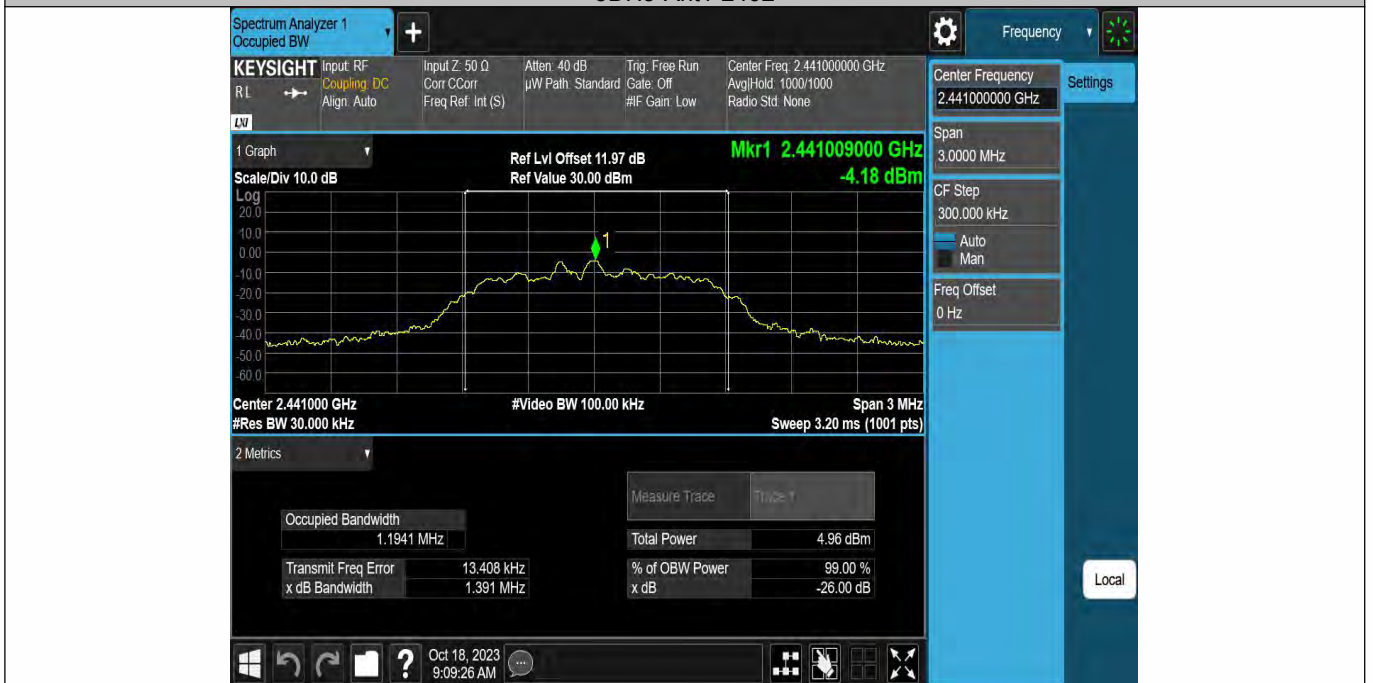 Spectrum Analyzer 1
Occupied BW
Frequency
KEYSIGHT
RL
LXI
Input: RF
Coupling: DC
Align: Auto
Input Z: 50 Ω
Corr CCorr
Freq Ref: Int (S)
Atten: 40 dB
µW Path: Standard
Trig: Free Run
Gate: Off
#IF Gain: Low
Center Freq: 2.441000000 GHz
Avg|Hold: 1000/1000
Radio Std: None
Center Frequency
2.441000000 GHz
Settings
Span
3.0000 MHz
CF Step
300.000 kHz
Auto
Man
Freq Offset
0 Hz
Local
1 Graph
Scale/Div 10.0 dB
Ref Lvl Offset 11.97 dB
Ref Value 30.00 dBm
Mkr1 2.441009000 GHz
-4.18 dBm
Log
20.0
10.0
0.00
-10.0
-20.0
-30.0
-40.0
-50.0
-60.0
1
Center 2.441000 GHz
#Res BW 30.000 kHz
#Video BW 100.00 kHz
Span 3 MHz
Sweep 3.20 ms (1001 pts)
2 Metrics
Measure Trace
Trace 1
Occupied Bandwidth
1.1941 MHz
Total Power 4.96 dBm
Transmit Freq Error 13.408 kHz
% of OBW Power 99.00 %
x dB Bandwidth 1.391 MHz
x dB -26.00 dB
?
Oct 18, 2023
9:09:26 AM